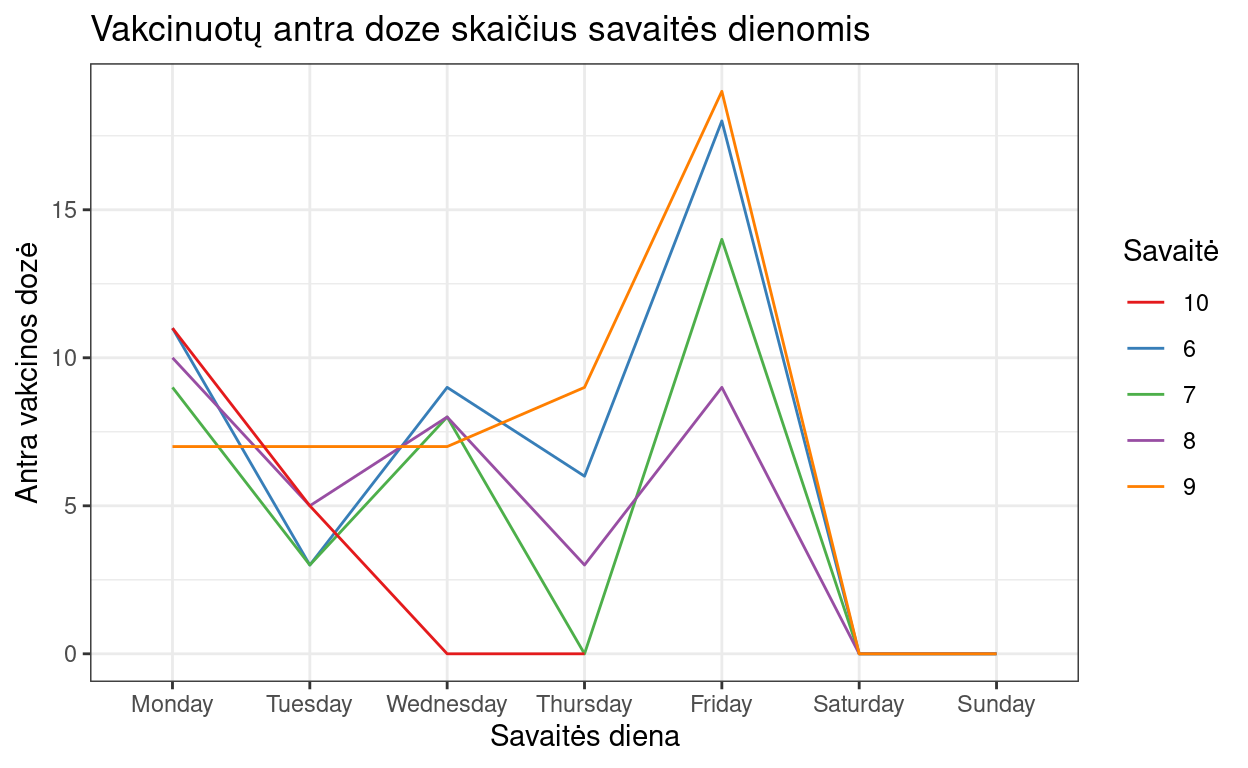 Vakcinuotų antra doze skaičius savaitės dienomis
Antra vakcinos dozė
15
10
5
0
Monday Tuesday Wednesday Thursday Friday Saturday Sunday
Savaitės diena
Savaitė
10
6
7
8
9